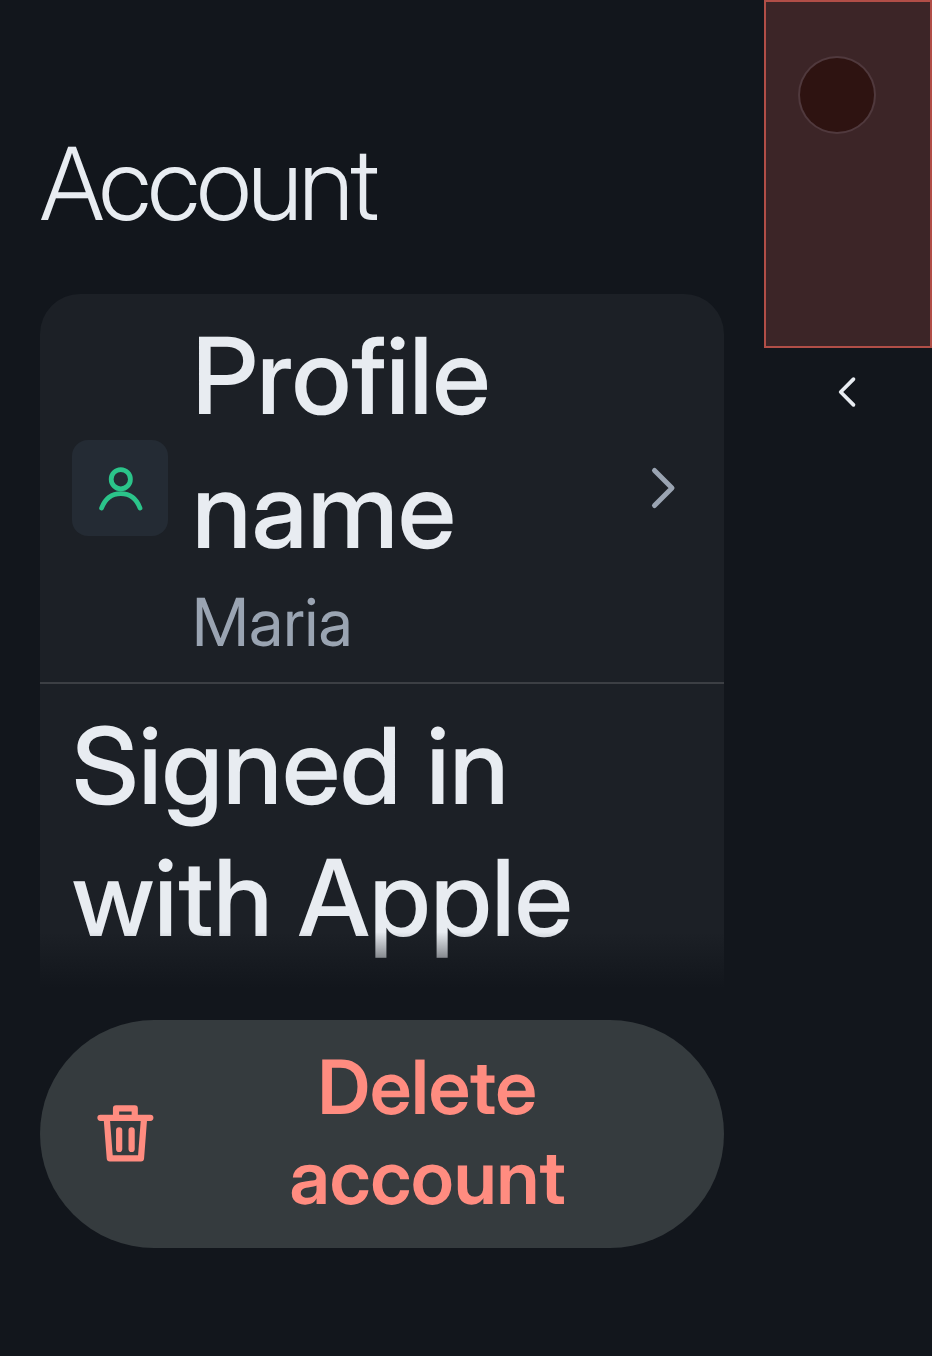 Account
Profile
name
Maria
Signed in
with Apple
Delete
account